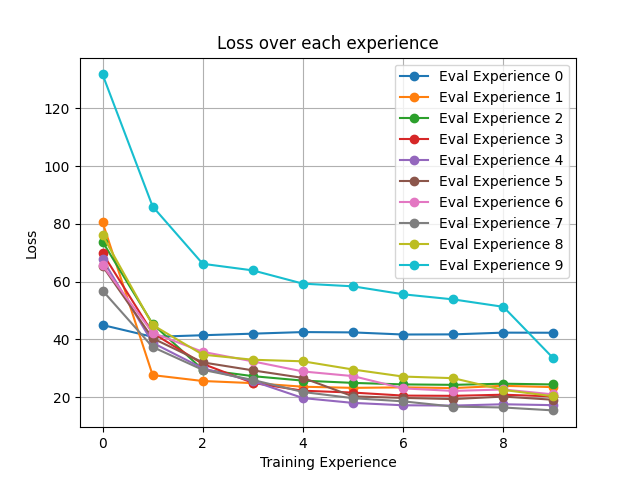 Loss over each experience
Eval Experience 0
Eval Experience 1
Eval Experience 2
Eval Experience 3
Eval Experience 4
Eval Experience 5
Eval Experience 6
Eval Experience 7
Eval Experience 8
Eval Experience 9
120
100
80
60
40
20
Loss
0 2 4 6 8
Training Experience